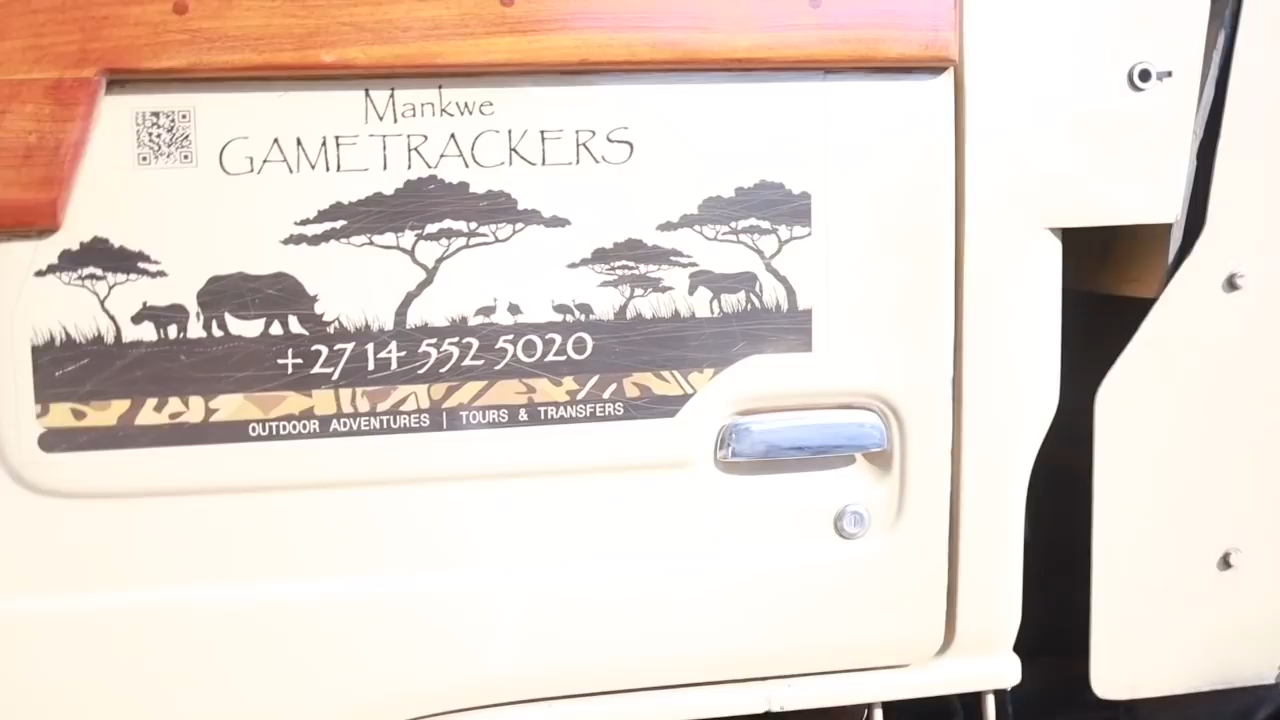 Mankwe
GAMETRACKERS
+27 14 552 5020
OUTDOOR ADVENTURES | TOURS & TRANSFERS